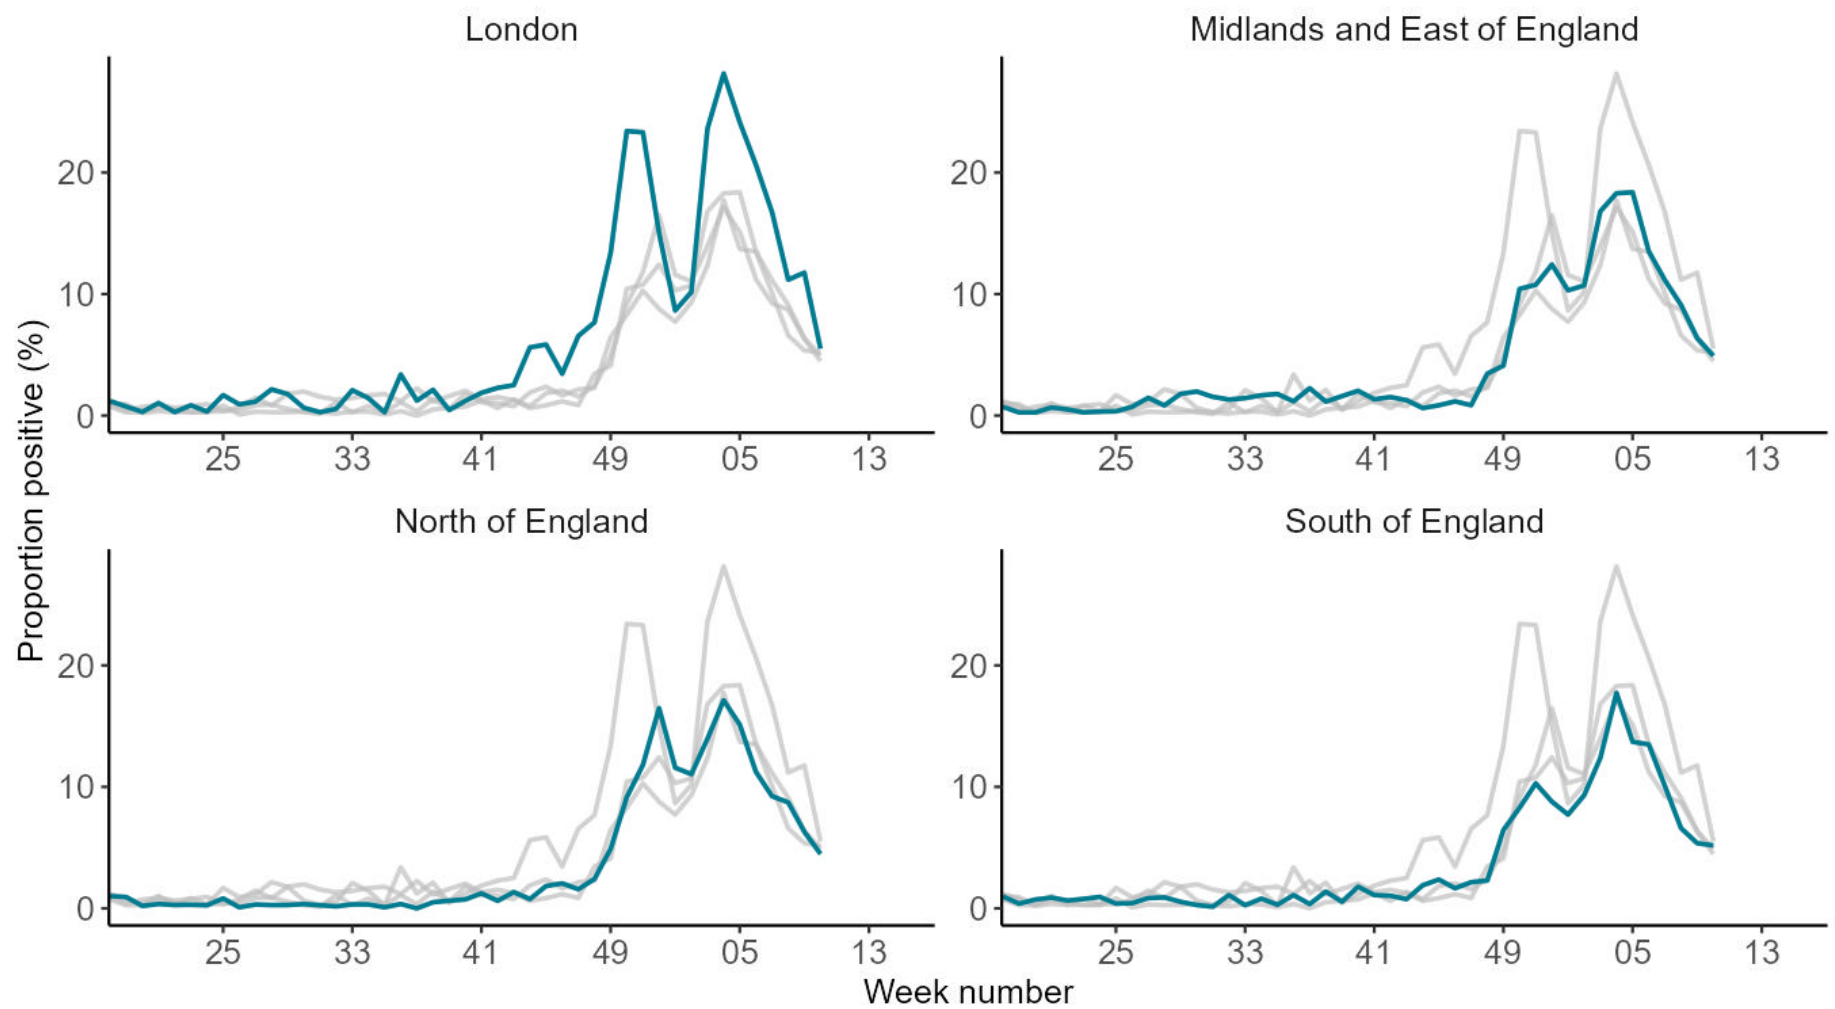 London
Midlands and East of England
20
10
0
25 33 41 49 05 13
20
10
0
25 33 41 49 05 13
North of England
South of England
20
10
0
25 33 41 49 05 13
20
10
0
25 33 41 49 05 13
Proportion positive (%)
Week number